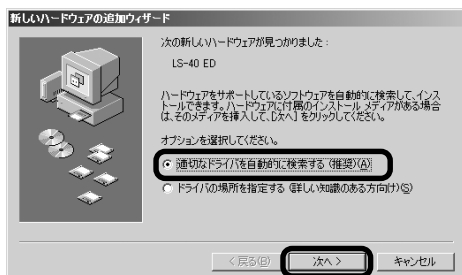 新しいハードウェアの追加ウィザード
次の新しいハードウェアが見つかりました :
LS-40 ED
ハードウェアをサポートしているソフトウェアを自動的に検索して、インス
トールできます。ハードウェアに付属のインストール メディアがある場合
は、そのメディアを挿入して、[次へ] をクリックしてください。
オプションを選択してください。
適切なドライバを自動的に検索する (推奨)(A)
ドライバの場所を指定する (詳しい知識のある方向け)(S)
< 戻る(B) 次へ > キャンセル